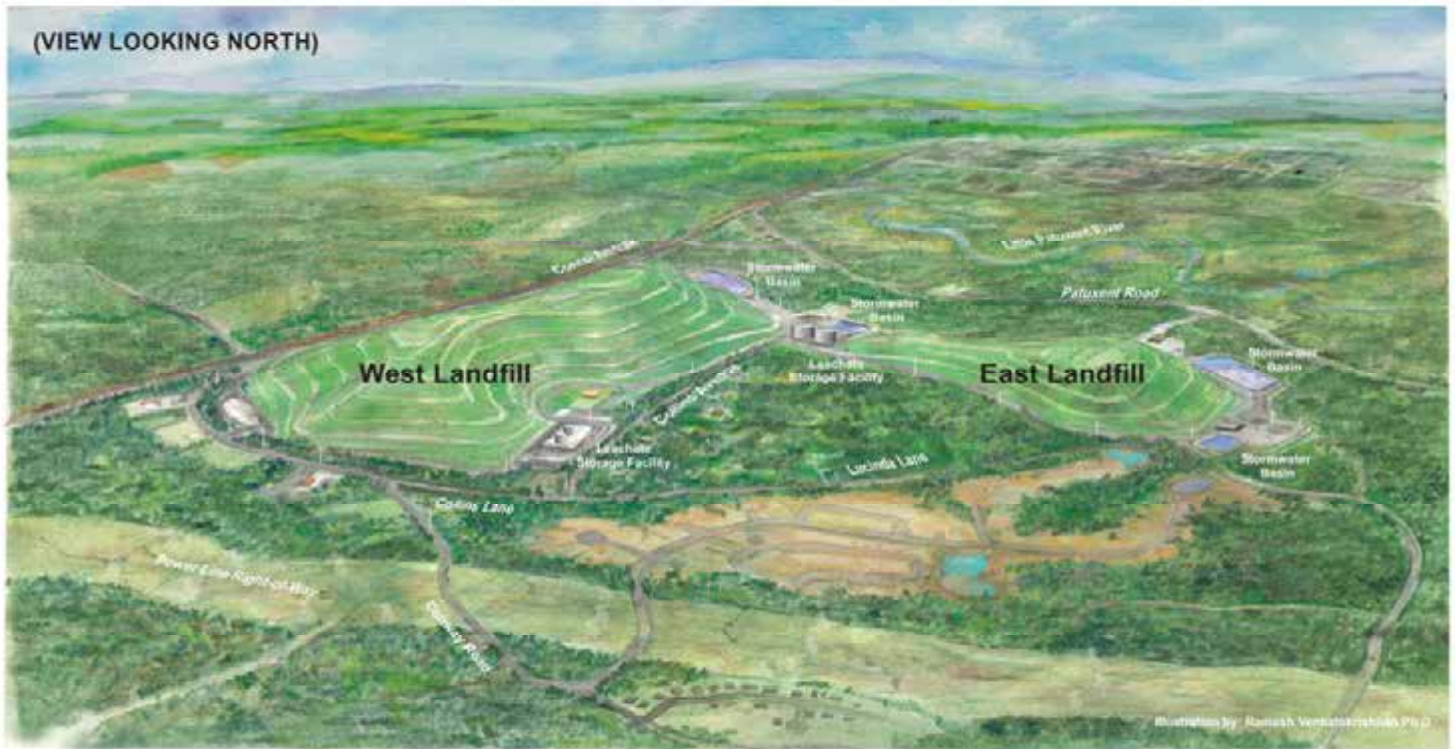 (VIEW LOOKING NORTH)
Little Patuxent River
Stormwater
Basin
Patuxent Road
Stormwater
Basin
Stormwater
Basin
Leachate
Storage Facility
West Landfill
East Landfill
Leachate
Storage Facility
Lucinda Lane
Stormwater
Basin
Collins Lane
Power Line Right-of-Way
Road
Illustration by: Ramesh Venkatakrishnan Ph.D